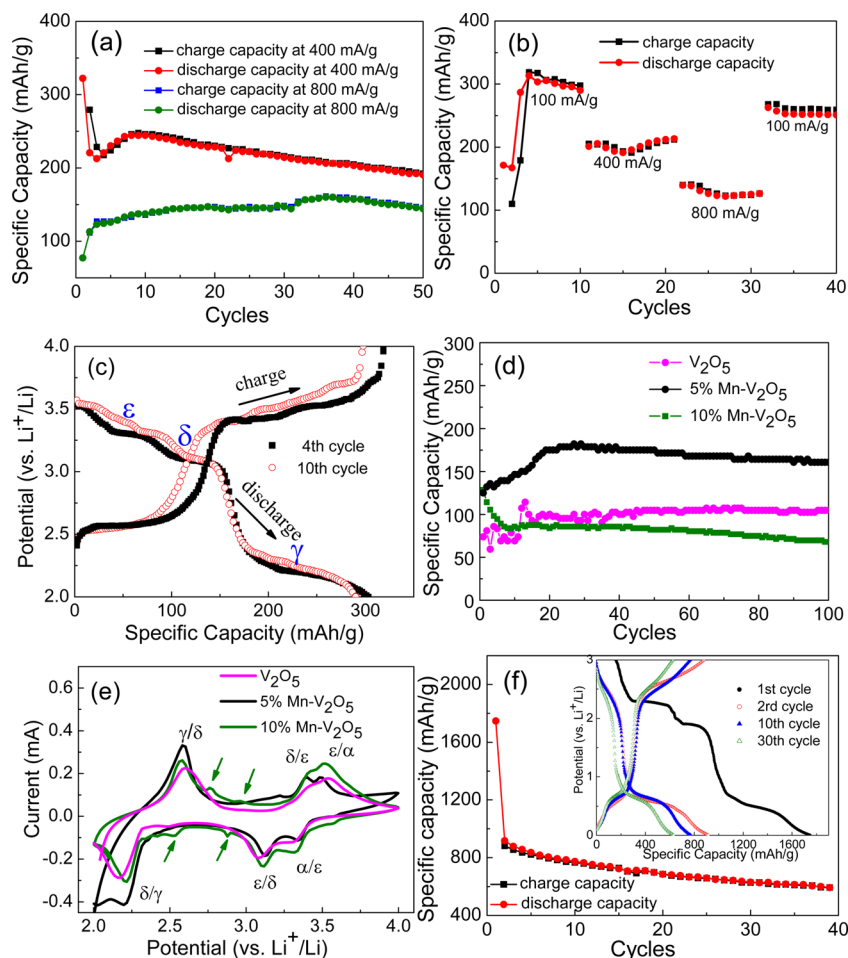 (a)
charge capacity at 400 mA/g
discharge capacity at 400 mA/g
charge capacity at 800 mA/g
discharge capacity at 800 mA/g
Specific Capacity (mAh/g)
400
300
200
100
0
0 10 20 30 40 50
Cycles
(b)
charge capacity
discharge capacity
100 mA/g
400 mA/g
800 mA/g
100 mA/g
Specific Capacity (mAh/g)
400
300
200
100
0
0 10 20 30 40
Cycles
(c)
ε
δ
γ
charge
discharge
4th cycle
10th cycle
Potential (vs. Li⁺/Li)
4.0
3.5
3.0
2.5
2.0
0 100 200 300
Specific Capacity (mAh/g)
(d)
V₂O₅
5% Mn-V₂O₅
10% Mn-V₂O₅
Specific Capacity (mAh/g)
300
250
200
150
100
50
0
0 20 40 60 80 100
Cycles
(e)
V₂O₅
5% Mn-V₂O₅
10% Mn-V₂O₅
γ/δ
δ/ε
ε/α
δ/γ
ε/δ
α/ε
Current (mA)
0.6
0.4
0.2
0.0
-0.2
-0.4
2.0 2.5 3.0 3.5 4.0
Potential (vs. Li⁺/Li)
(f)
Specific capacity (mAh/g)
2000
1600
1200
800
400
0 10 20 30 40
Cycles
charge capacity
discharge capacity
1st cycle
2rd cycle
10th cycle
30th cycle
Potential (vs. Li⁺/Li)
3
2
1
0
0 400 800 1200 1600
Specific Capacity (mAh/g)